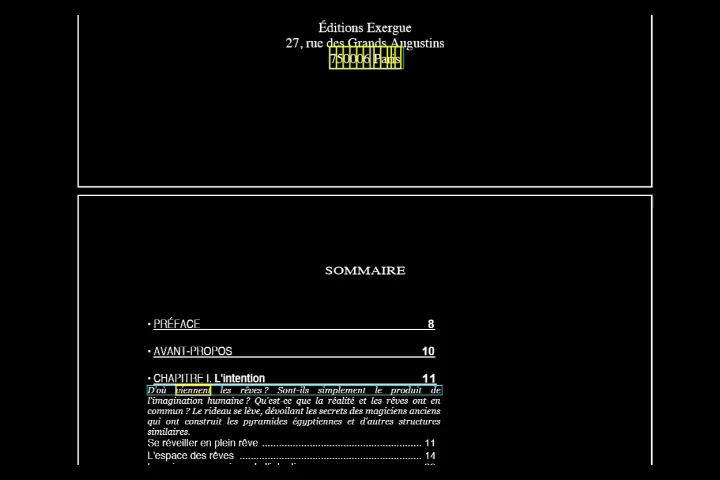 Éditions Exergue
27, rue des Grands Augustins
750006 Paris
SOMMAIRE
• PRÉFACE 8
• AVANT-PROPOS 10
• CHAPITRE I. L'intention 11
D'où viennent les rêves ? Sont-ils simplement le produit de
l'imagination humaine ? Qu'est-ce que la réalité et les rêves ont en
commun ? Le rideau se lève, dévoilant les secrets des magiciens anciens
qui ont construit les pyramides égyptiennes et d'autres structures
similaires.
Se réveiller en plein rêve ........................................................ 11
L'espace des rêves ................................................................ 14